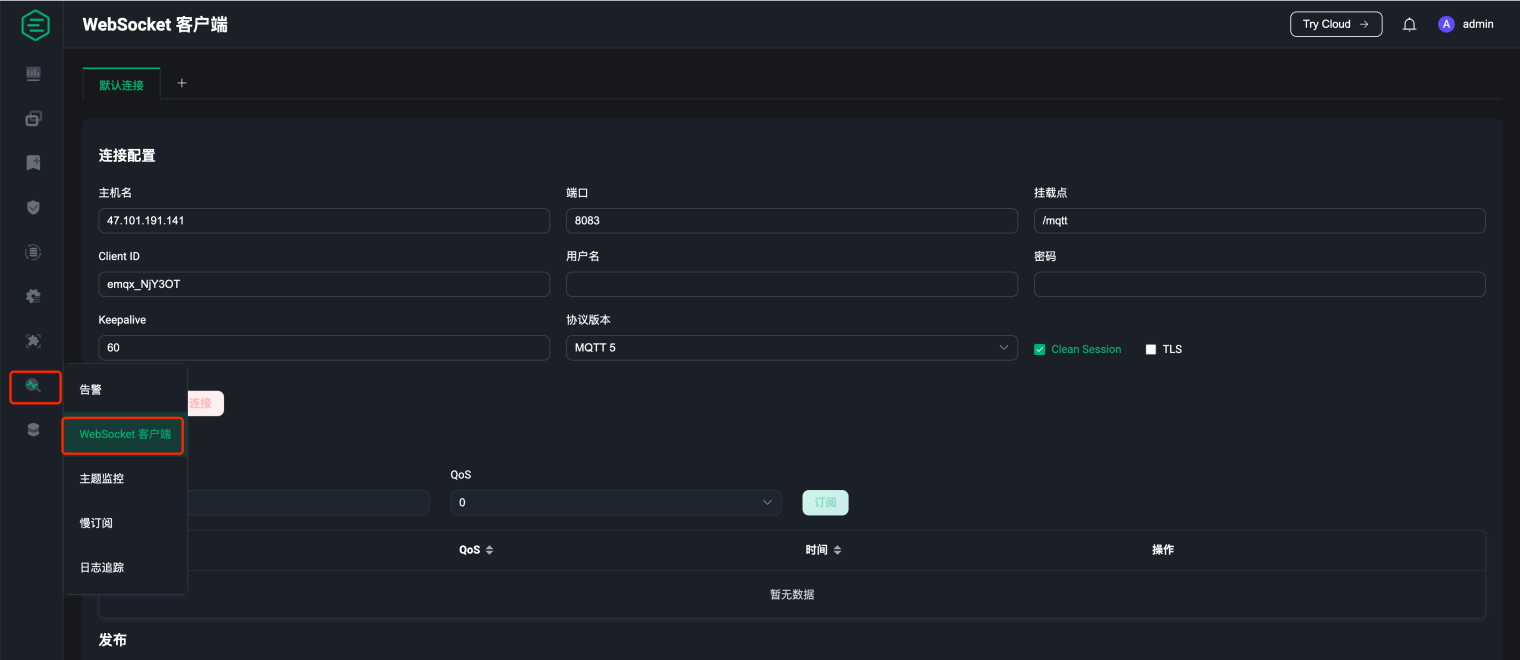 WebSocket 客户端
Try Cloud →
A admin
默认连接 +
连接配置
主机名 端口 挂载点
47.101.191.141 8083 /mqtt
Client ID 用户名 密码
emqx_NjY3OT
Keepalive 协议版本
60 MQTT 5 Clean Session TLS
告警
连接
WebSocket 客户端
主题监控
慢订阅
日志追踪
QoS
0 订阅
QoS 时间 操作
暂无数据
发布